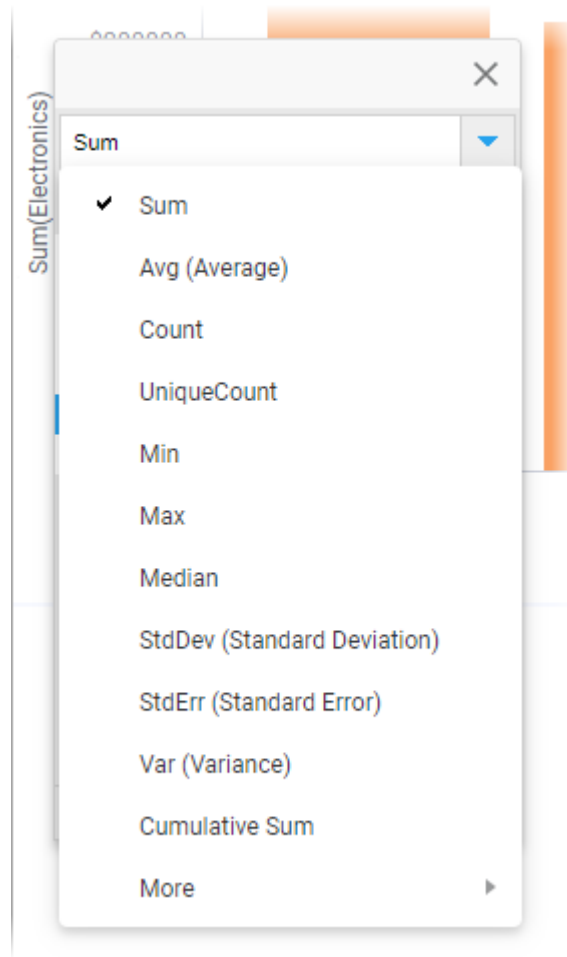 Sum(Electronics)
Sum
Sum
Avg (Average)
Count
UniqueCount
Min
Max
Median
StdDev (Standard Deviation)
StdErr (Standard Error)
Var (Variance)
Cumulative Sum
More